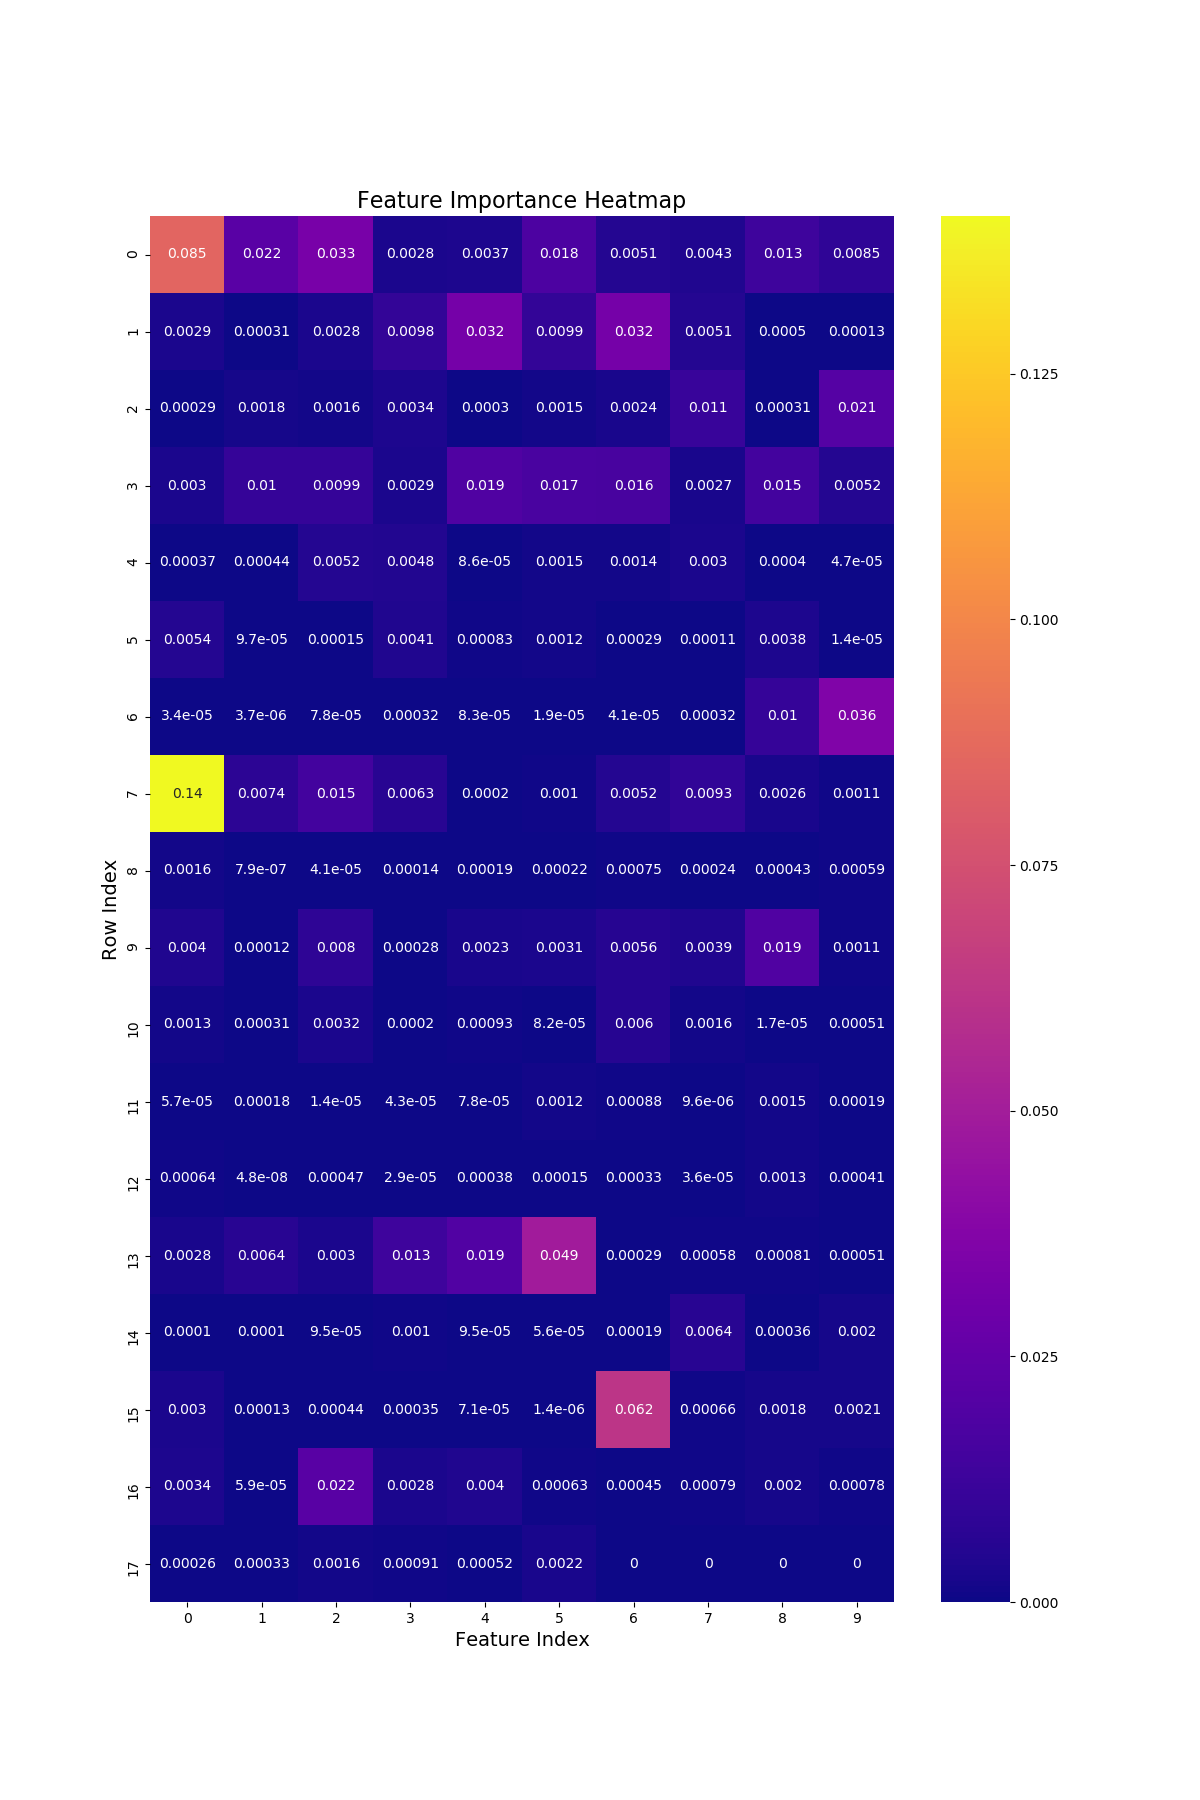 Feature Importance Heatmap
0 0.085 0.022 0.033 0.0028 0.0037 0.018 0.0051 0.0043 0.013 0.0085
1 0.0029 0.00031 0.0028 0.0098 0.032 0.0099 0.032 0.0051 0.0005 0.00013
2 0.00029 0.0018 0.0016 0.0034 0.0003 0.0015 0.0024 0.011 0.00031 0.021
3 0.003 0.01 0.0099 0.0029 0.019 0.017 0.016 0.0027 0.015 0.0052
4 0.00037 0.00044 0.0052 0.0048 8.6e-05 0.0015 0.0014 0.003 0.0004 4.7e-05
5 0.0054 9.7e-05 0.00015 0.0041 0.00083 0.0012 0.00029 0.00011 0.0038 1.4e-05
6 3.4e-05 3.7e-06 7.8e-05 0.00032 8.3e-05 1.9e-05 4.1e-05 0.00032 0.01 0.036
7 0.14 0.0074 0.015 0.0063 0.0002 0.001 0.0052 0.0093 0.0026 0.0011
8 0.0016 7.9e-07 4.1e-05 0.00014 0.00019 0.00022 0.00075 0.00024 0.00043 0.00059
9 0.004 0.00012 0.008 0.00028 0.0023 0.0031 0.0056 0.0039 0.019 0.0011
10 0.0013 0.00031 0.0032 0.0002 0.00093 8.2e-05 0.006 0.0016 1.7e-05 0.00051
11 5.7e-05 0.00018 1.4e-05 4.3e-05 7.8e-05 0.0012 0.00088 9.6e-06 0.0015 0.00019
12 0.00064 4.8e-08 0.00047 2.9e-05 0.00038 0.00015 0.00033 3.6e-05 0.0013 0.00041
13 0.0028 0.0064 0.003 0.013 0.019 0.049 0.00029 0.00058 0.00081 0.00051
14 0.0001 0.0001 9.5e-05 0.001 9.5e-05 5.6e-05 0.00019 0.0064 0.00036 0.002
15 0.003 0.00013 0.00044 0.00035 7.1e-05 1.4e-06 0.062 0.00066 0.0018 0.0021
16 0.0034 5.9e-05 0.022 0.0028 0.004 0.00063 0.00045 0.00079 0.002 0.00078
17 0.00026 0.00033 0.0016 0.00091 0.00052 0.0022 0 0 0 0
0 1 2 3 4 5 6 7 8 9
Feature Index
Row Index
0.125
0.100
0.075
0.050
0.025
0.000